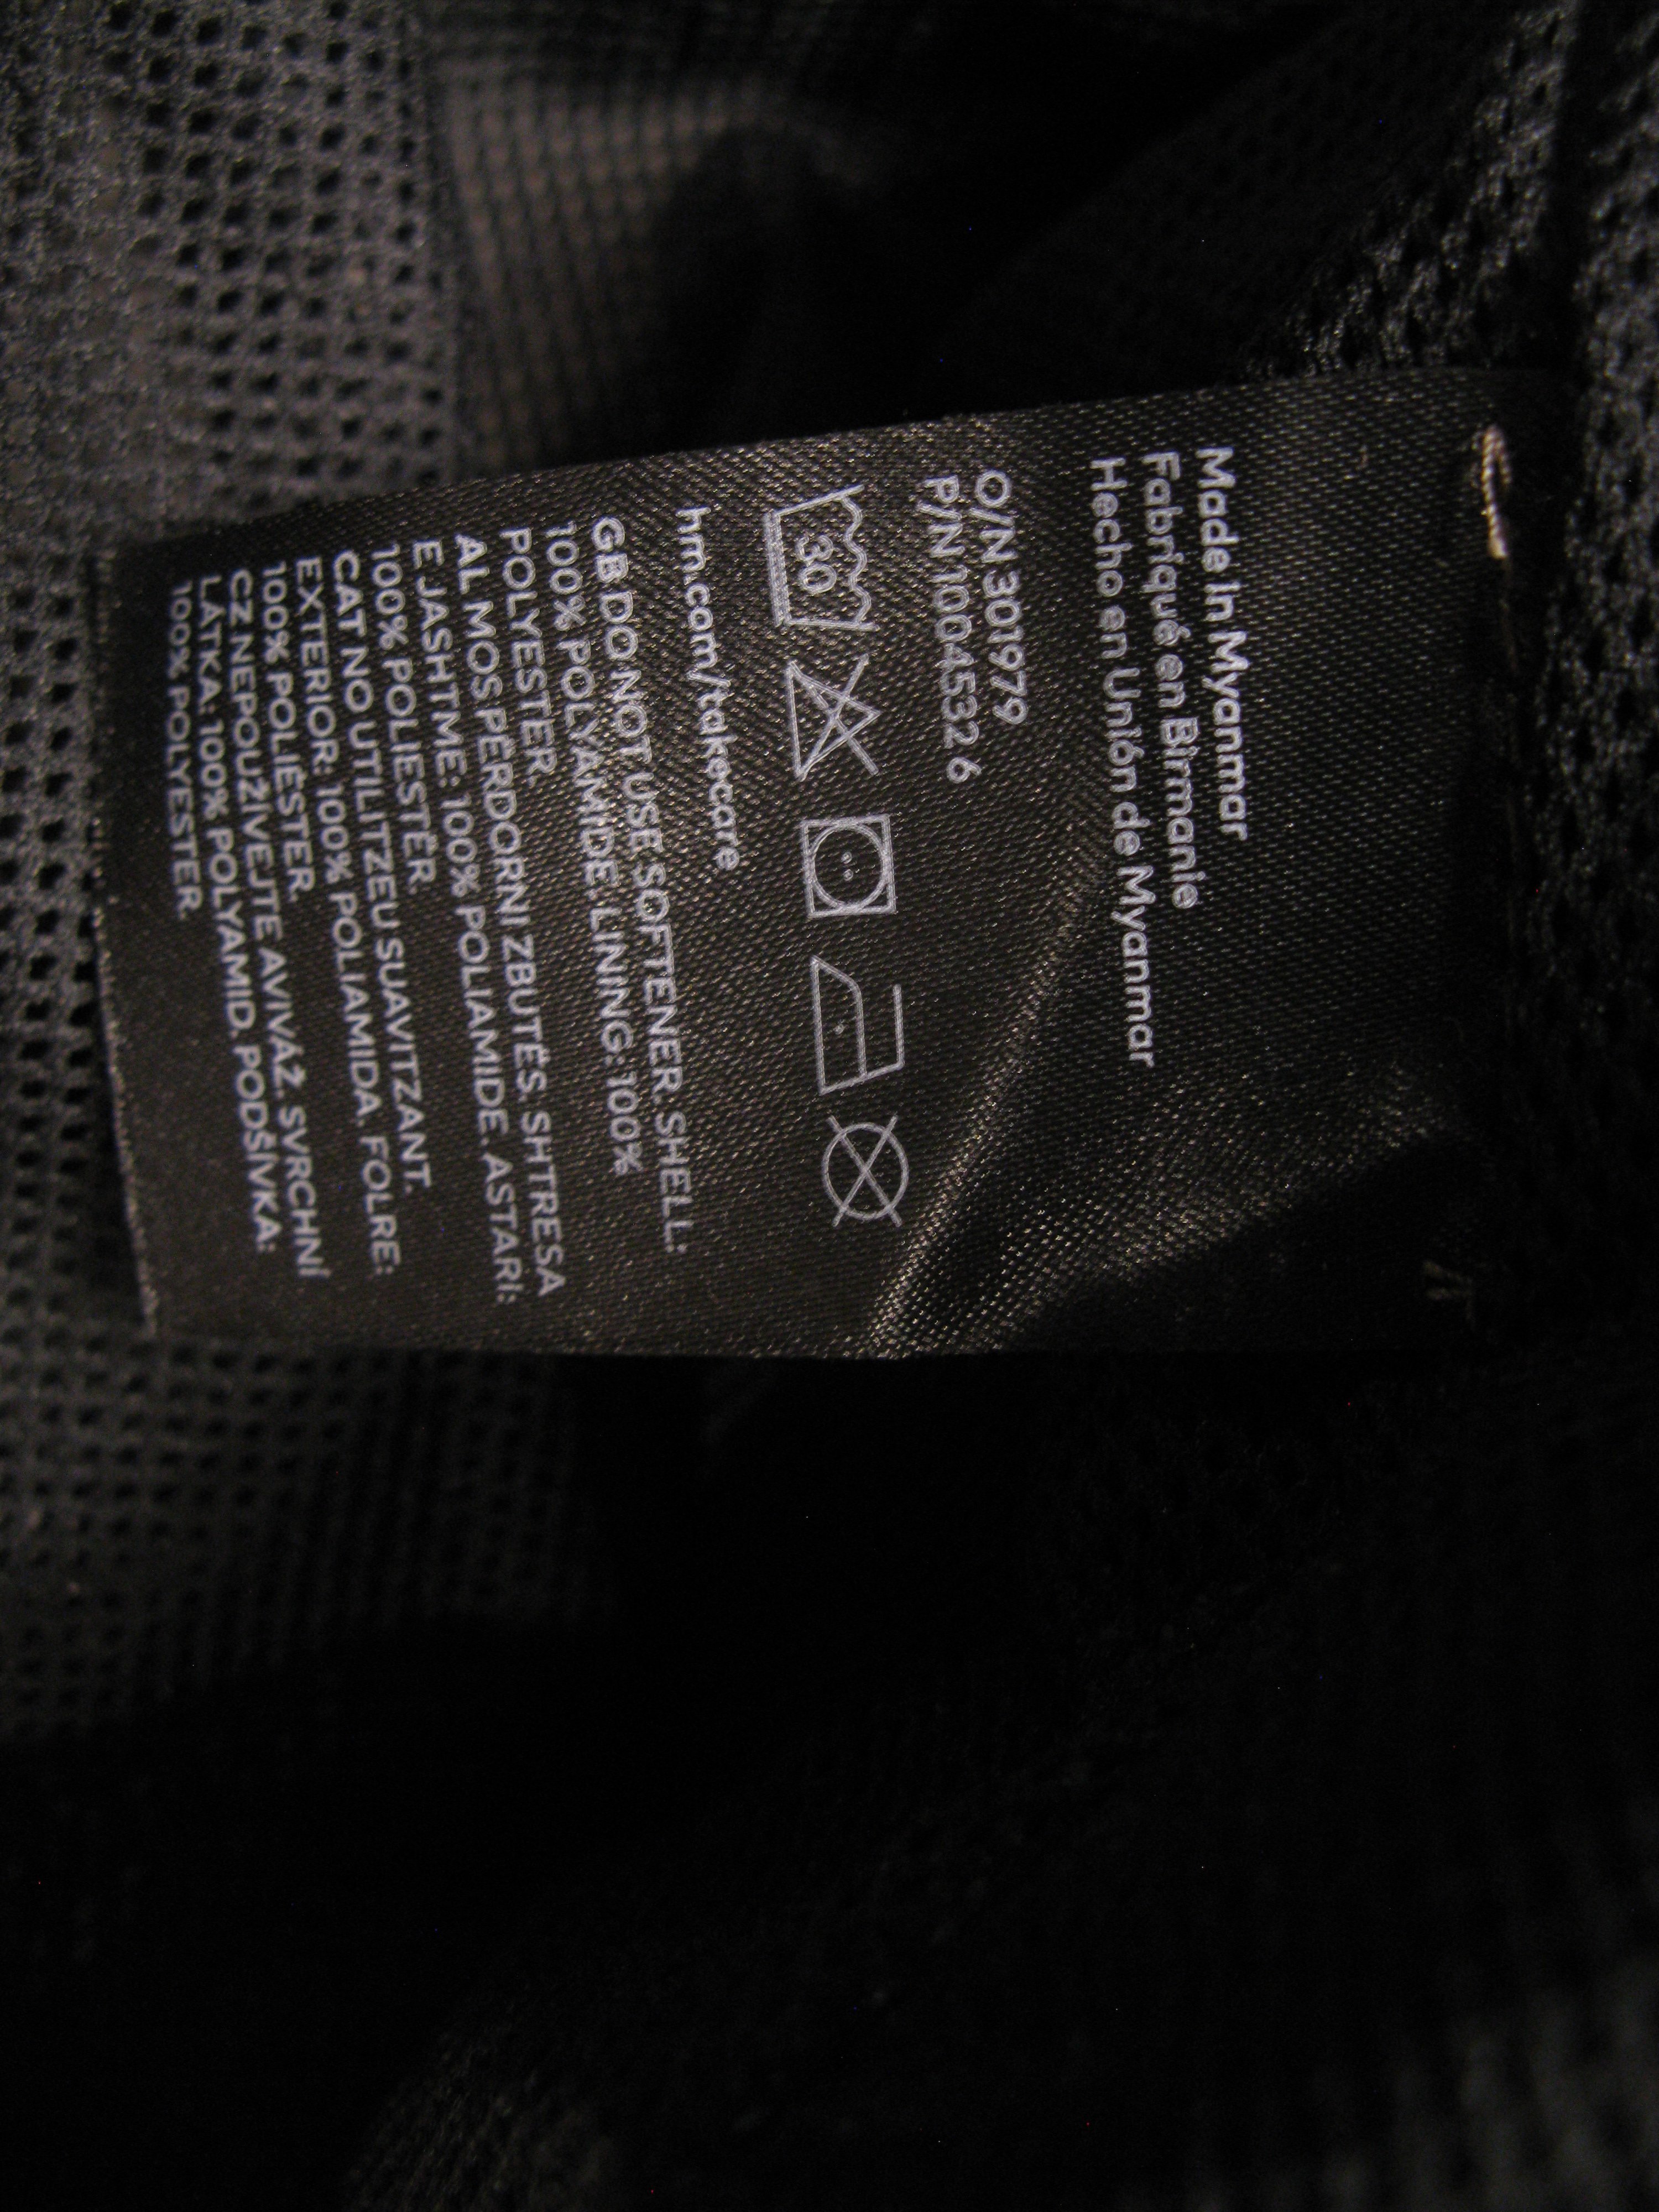 Made in Myanmar
Fabriqué en Birmanie
Hecho en Unión de Myanmar
O/N 301979
P/N 1004532 6
30
hm.com/takecare
GB DO NOT USE SOFTENER. SHELL:
100% POLYAMIDE. LINING: 100%
POLYESTER.
AL MOS PËRDORNI ZBUTËS. SHTRESA
E JASHTME: 100% POLIAMIDE. ASTARI:
100% POLIESTËR.
CAT NO UTILITZEU SUAVITZANT.
EXTERIOR: 100% POLIAMIDA. FOLRE:
100% POLIÈSTER.
CZ NEPOUŽÍVEJTE AVIVÁŽ. SVRCHNÍ
LÁTKA: 100% POLYAMID. PODŠÍVKA:
100% POLYESTER.